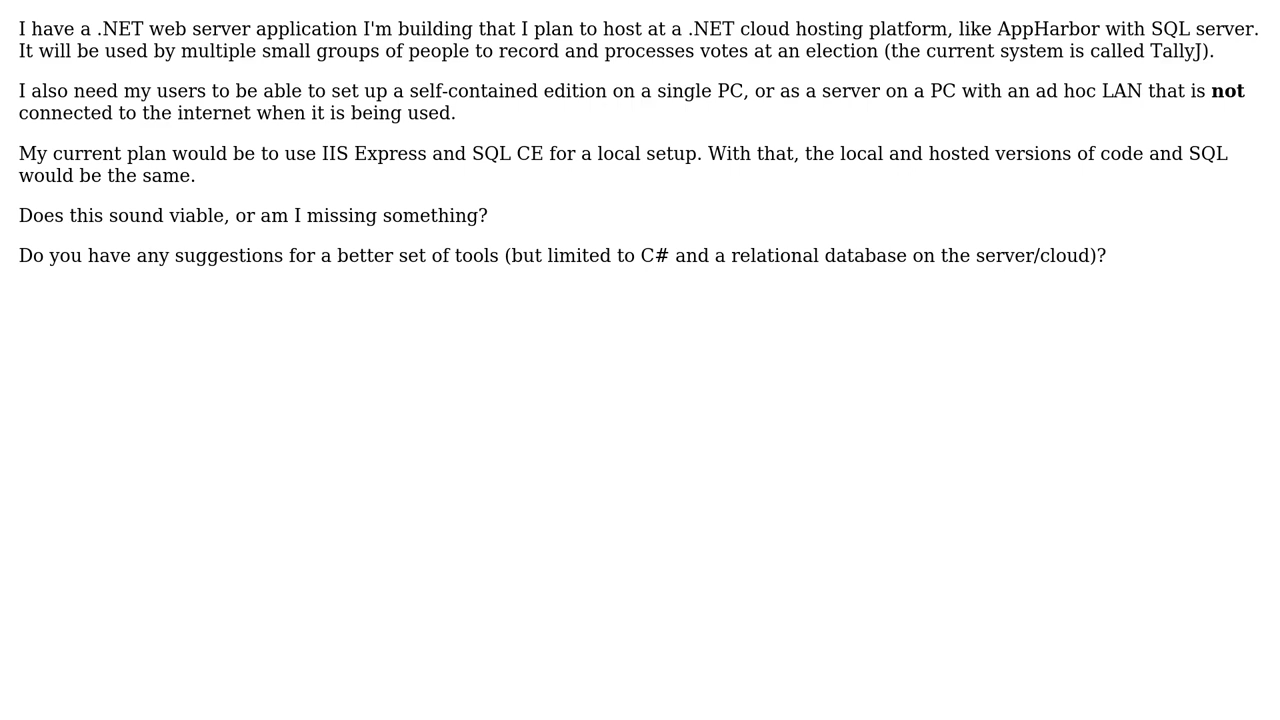 I have a .NET web server application I'm building that I plan to host at a .NET cloud hosting platform, like AppHarbor with SQL server.
It will be used by multiple small groups of people to record and processes votes at an election (the current system is called TallyJ).
I also need my users to be able to set up a self-contained edition on a single PC, or as a server on a PC with an ad hoc LAN that is not
connected to the internet when it is being used.
My current plan would be to use IIS Express and SQL CE for a local setup. With that, the local and hosted versions of code and SQL
would be the same.
Does this sound viable, or am I missing something?
Do you have any suggestions for a better set of tools (but limited to C# and a relational database on the server/cloud)?